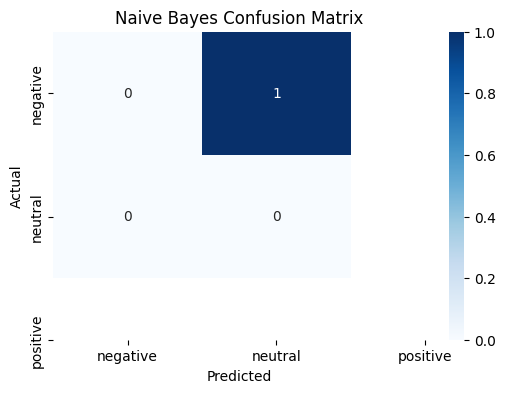 Naive Bayes Confusion Matrix
Actual
negative
neutral
positive
0 1
0 0
negative neutral positive
Predicted
1.0
0.8
0.6
0.4
0.2
0.0